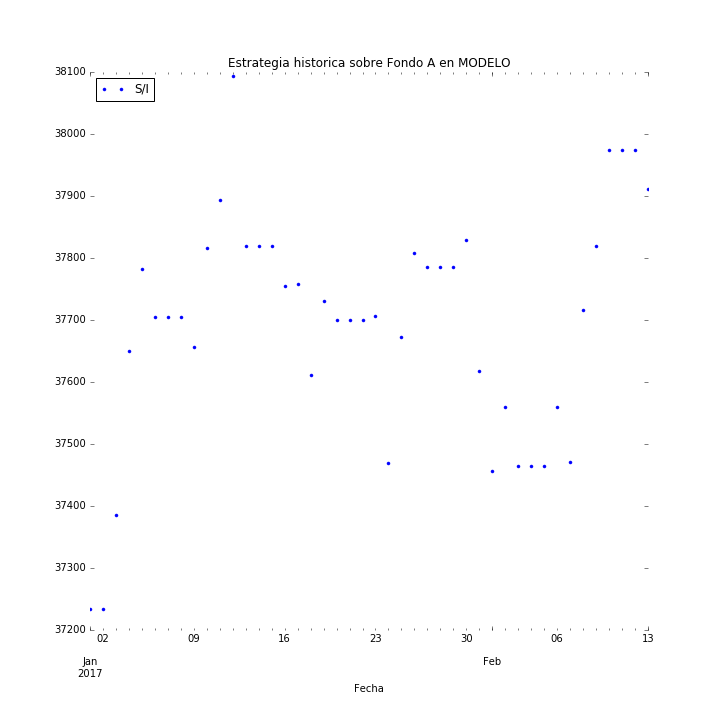 Estrategia historica sobre Fondo A en MODELO
S/I
38100
38000
37900
37800
37700
37600
37500
37400
37300
37200
02 09 16 23 30 06 13
Jan Feb
2017
Fecha